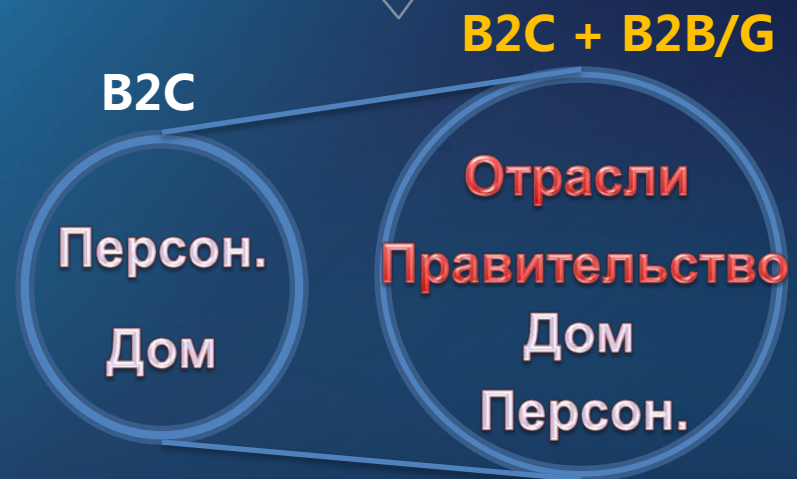 B2C
Персон.
Дом
B2C + B2B/G
Отрасли
Правительство
Дом
Персон.